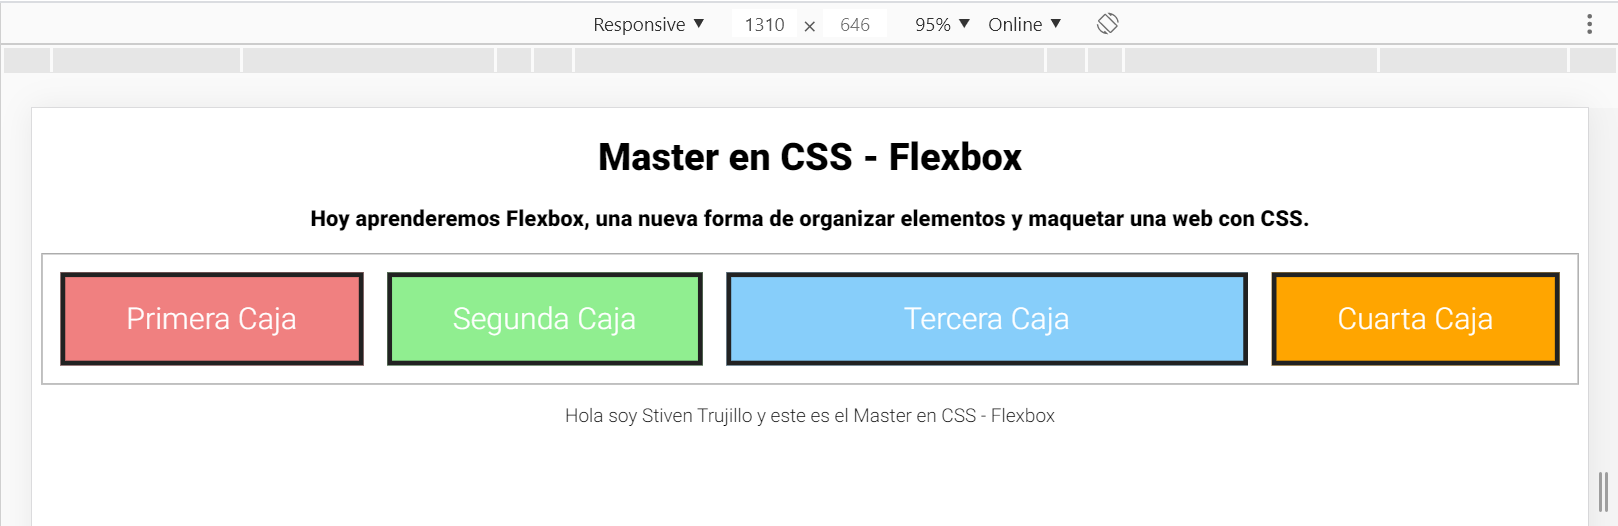 Responsive ▼ 1310 × 646 95% ▼ Online ▼
Master en CSS - Flexbox
Hoy aprenderemos Flexbox, una nueva forma de organizar elementos y maquetar una web con CSS.
Primera Caja Segunda Caja Tercera Caja Cuarta Caja
Hola soy Stiven Trujillo y este es el Master en CSS - Flexbox